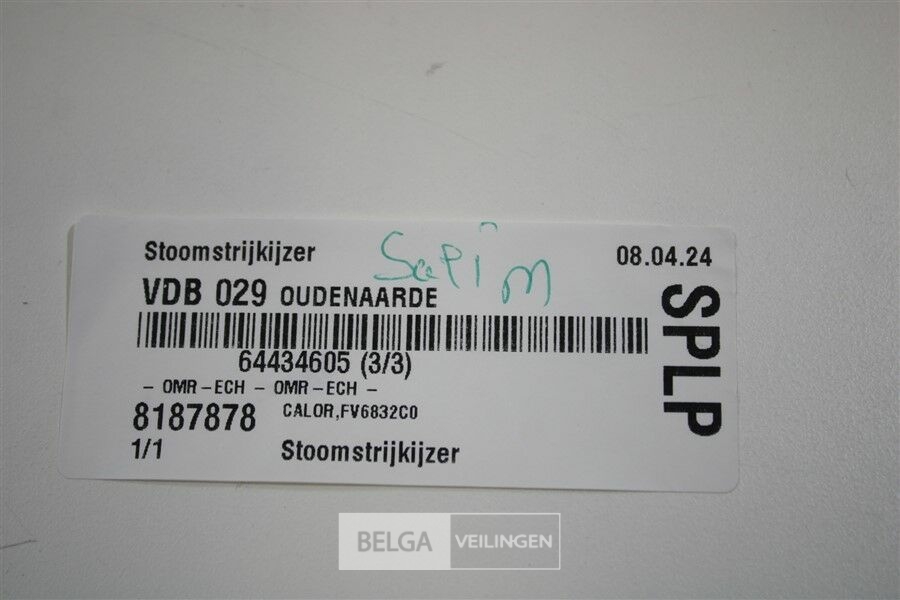 Stoomstrijkijzer
Salim
08.04.24
VDB 029 OUDENAARDE
SPLP
64434605 (3/3)
- OMR-ECH - OMR-ECH -
8187878 CALOR,FV6832C0
1/1 Stoomstrijkijzer
BELGA VEILINGEN